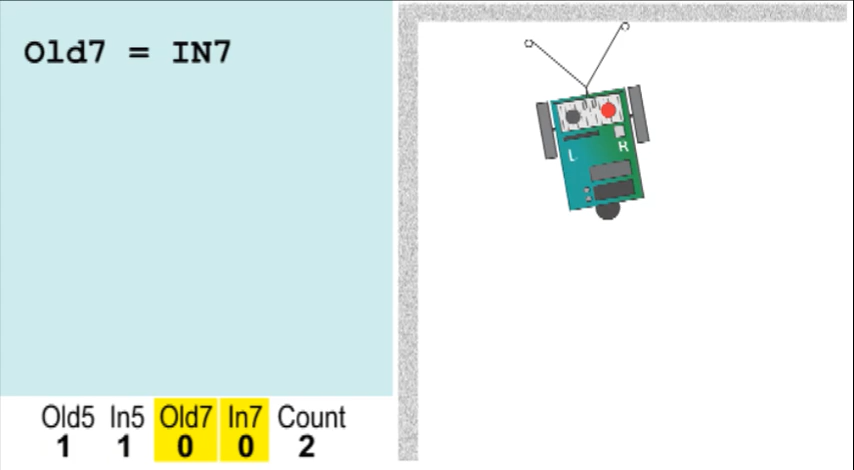 Old7 = IN7
L R
Old5 In5 Old7 In7 Count
1 1 0 0 2